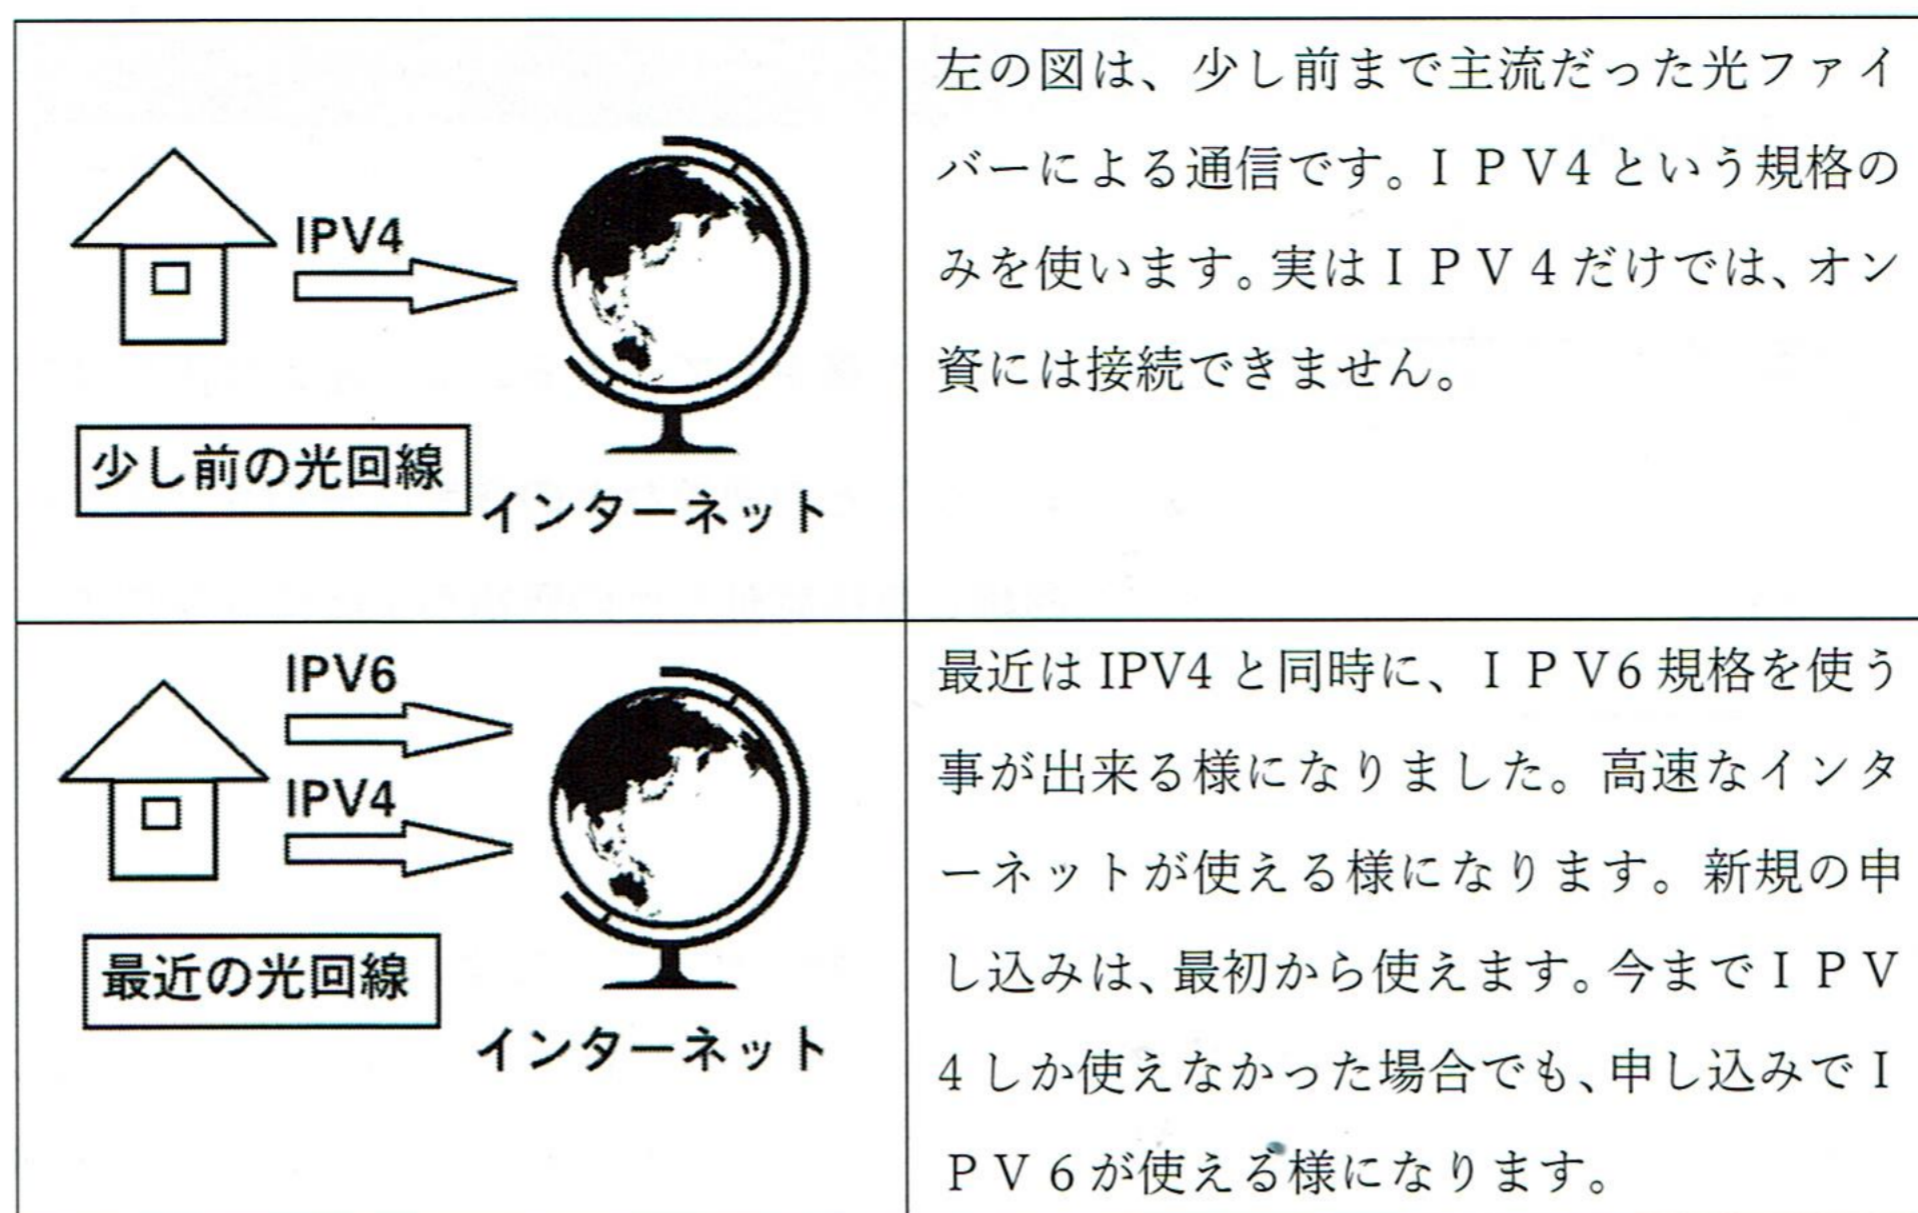 IPV4
少し前の光回線
インターネット
左の図は、少し前まで主流だった光ファイ
バーによる通信です。ＩＰＶ4という規格の
みを使います。実はＩＰＶ４だけでは、オン
資には接続できません。
IPV6
IPV4
最近の光回線
インターネット
最近は IPV4 と同時に、ＩＰＶ6 規格を使う
事が出来る様になりました。高速なインタ
ーネットが使える様になります。新規の申
し込みは、最初から使えます。今までＩＰＶ
４しか使えなかった場合でも、申し込みでＩ
ＰＶ６が使える様になります。